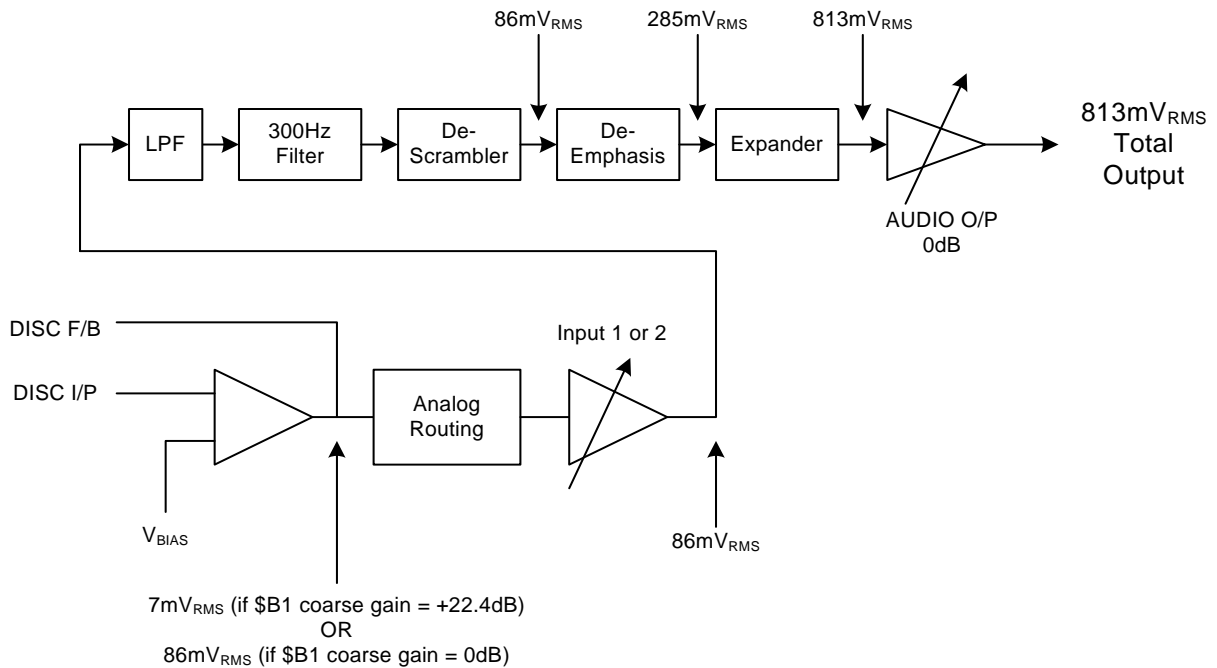 86mVRMS
285mVRMS
813mVRMS
LPF
300Hz
Filter
De-
Scrambler
De-
Emphasis
Expander
813mVRMS
Total
Output
AUDIO O/P
0dB
DISC F/B
Input 1 or 2
DISC I/P
Analog
Routing
VBIAS
86mVRMS
7mVRMS (if $B1 coarse gain = +22.4dB)
OR
86mVRMS (if $B1 coarse gain = 0dB)